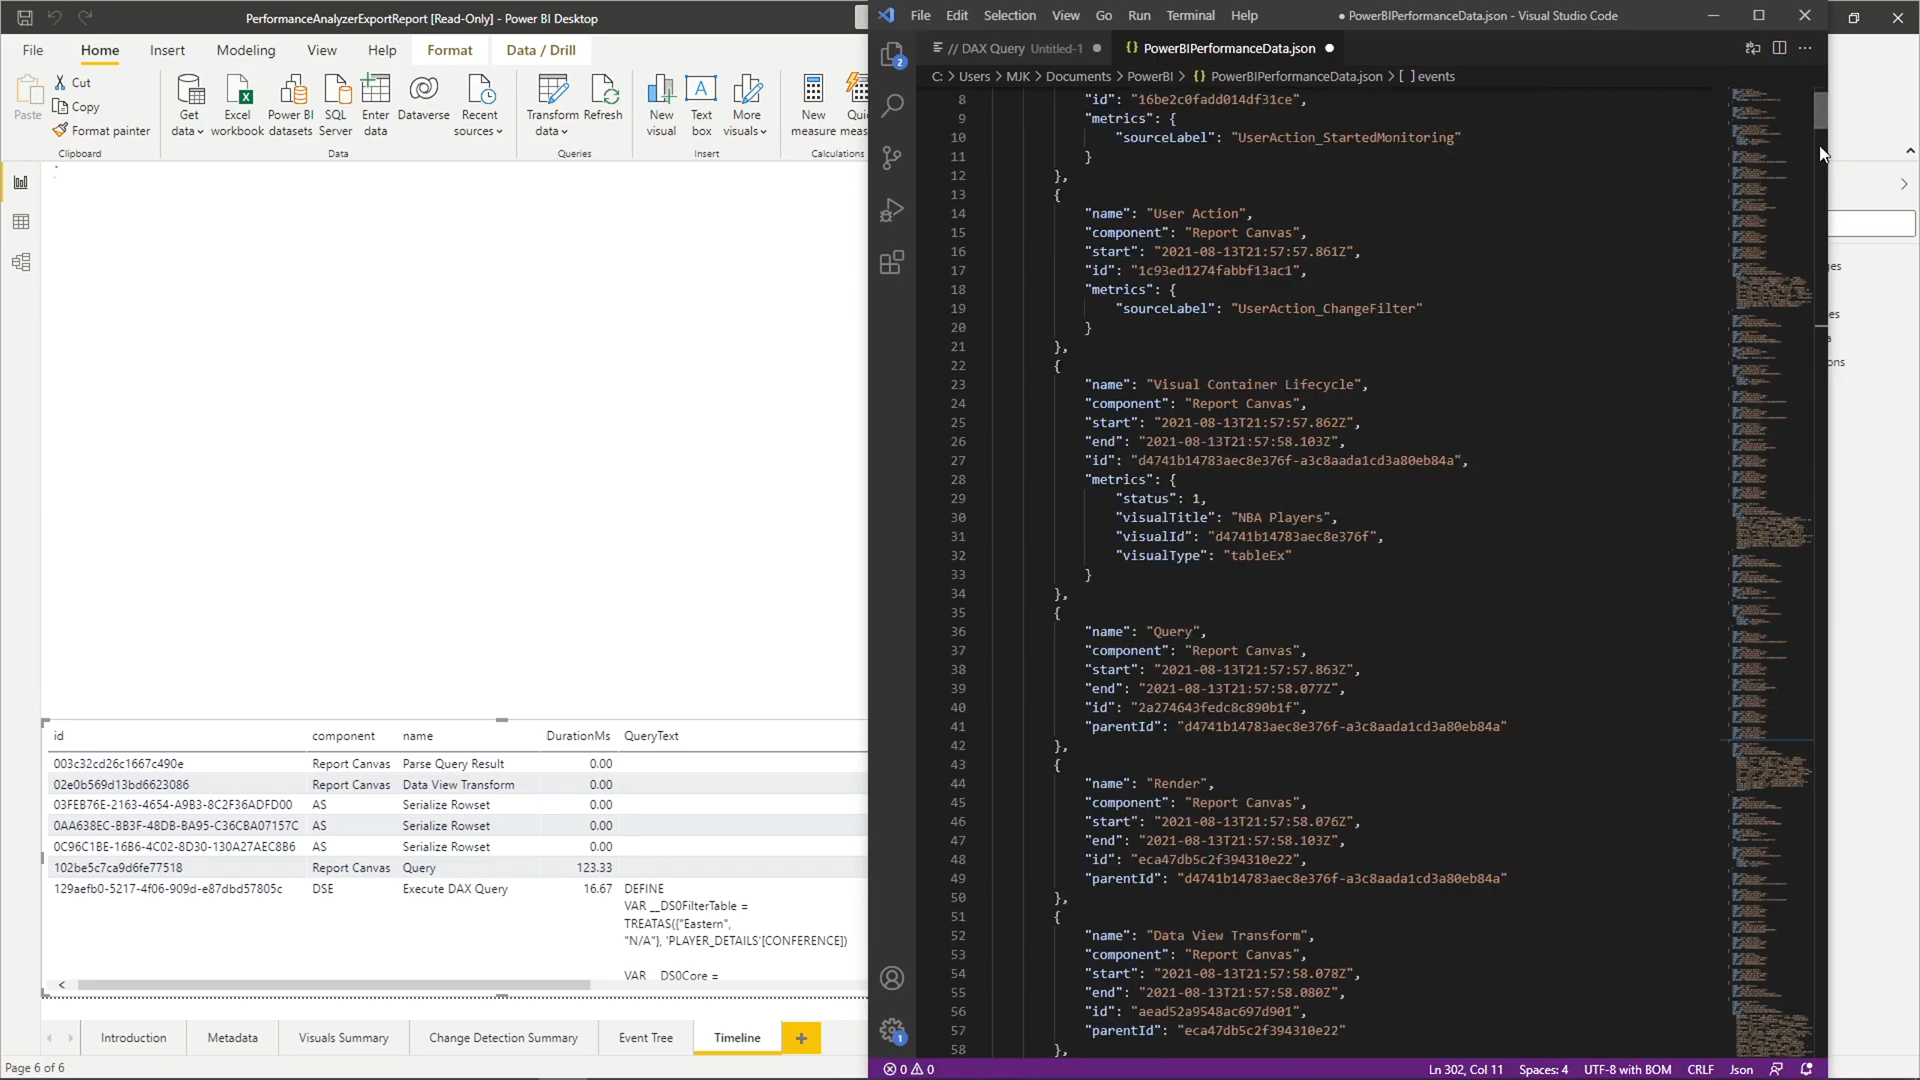 PerformanceAnalyzerExportReport [Read-Only] - Power BI Desktop
File Home Insert Modeling View Help Format Data / Drill
Paste
Cut
Copy
Format painter
Clipboard
Get data
Excel workbook
Power BI datasets
SQL Server
Enter data
Dataverse
Recent sources
Data
Transform data
Refresh
Queries
New visual
Text box
More visuals
Insert
New measure
Quic
meas
Calculations
id component name DurationMs QueryText
003c32cd26c1667c490e Report Canvas Parse Query Result 0.00
02e0b569d13bd6623086 Report Canvas Data View Transform 0.00
03FEB76E-2163-4654-A9B3-8C2F36ADFD00 AS Serialize Rowset 0.00
0AA638EC-BB3F-48DB-BA95-C36CBA07157C AS Serialize Rowset 0.00
0C96C1BE-16B6-4C02-8D30-130A27AEC8B6 AS Serialize Rowset 0.00
102be5c7ca9d6fe77518 Report Canvas Query 123.33
129aefb0-5217-4f06-909d-e87dbd57805c DSE Execute DAX Query 16.67 DEFINE
VAR __DS0FilterTable =
TREATAS({"Eastern",
"N/A"}, 'PLAYER_DETAILS'[CONFERENCE])
VAR __DS0Core =
Introduction Metadata Visuals Summary Change Detection Summary Event Tree Timeline +
Page 6 of 6
File Edit Selection View Go Run Terminal Help ● PowerBIPerformanceData.json - Visual Studio Code
// DAX Query Untitled-1 ● {} PowerBIPerformanceData.json ●
C: > Users > MJK > Documents > PowerBI > {} PowerBIPerformanceData.json > [ ] events
8 "id": "16be2c0fadd014df31ce",
9 "metrics": {
10 "sourceLabel": "UserAction_StartedMonitoring"
11 }
12 },
13 {
14 "name": "User Action",
15 "component": "Report Canvas",
16 "start": "2021-08-13T21:57:57.861Z",
17 "id": "1c93ed1274fabbf13ac1",
18 "metrics": {
19 "sourceLabel": "UserAction_ChangeFilter"
20 }
21 },
22 {
23 "name": "Visual Container Lifecycle",
24 "component": "Report Canvas",
25 "start": "2021-08-13T21:57:57.862Z",
26 "end": "2021-08-13T21:57:58.103Z",
27 "id": "d4741b14783aec8e376f-a3c8aada1cd3a80eb84a",
28 "metrics": {
29 "status": 1,
30 "visualTitle": "NBA Players",
31 "visualId": "d4741b14783aec8e376f",
32 "visualType": "tableEx"
33 }
34 },
35 {
36 "name": "Query",
37 "component": "Report Canvas",
38 "start": "2021-08-13T21:57:57.863Z",
39 "end": "2021-08-13T21:57:58.077Z",
40 "id": "2a274643fedc8c890b1f",
41 "parentId": "d4741b14783aec8e376f-a3c8aada1cd3a80eb84a"
42 },
43 {
44 "name": "Render",
45 "component": "Report Canvas",
46 "start": "2021-08-13T21:57:58.076Z",
47 "end": "2021-08-13T21:57:58.103Z",
48 "id": "eca47db5c2f394310e22",
49 "parentId": "d4741b14783aec8e376f-a3c8aada1cd3a80eb84a"
50 },
51 {
52 "name": "Data View Transform",
53 "component": "Report Canvas",
54 "start": "2021-08-13T21:57:58.078Z",
55 "end": "2021-08-13T21:57:58.080Z",
56 "id": "aead52a9548ac697d901",
57 "parentId": "eca47db5c2f394310e22"
58 },
2
1
0 0 Ln 302, Col 11 Spaces: 4 UTF-8 with BOM CRLF Json
ges
es
a
ons